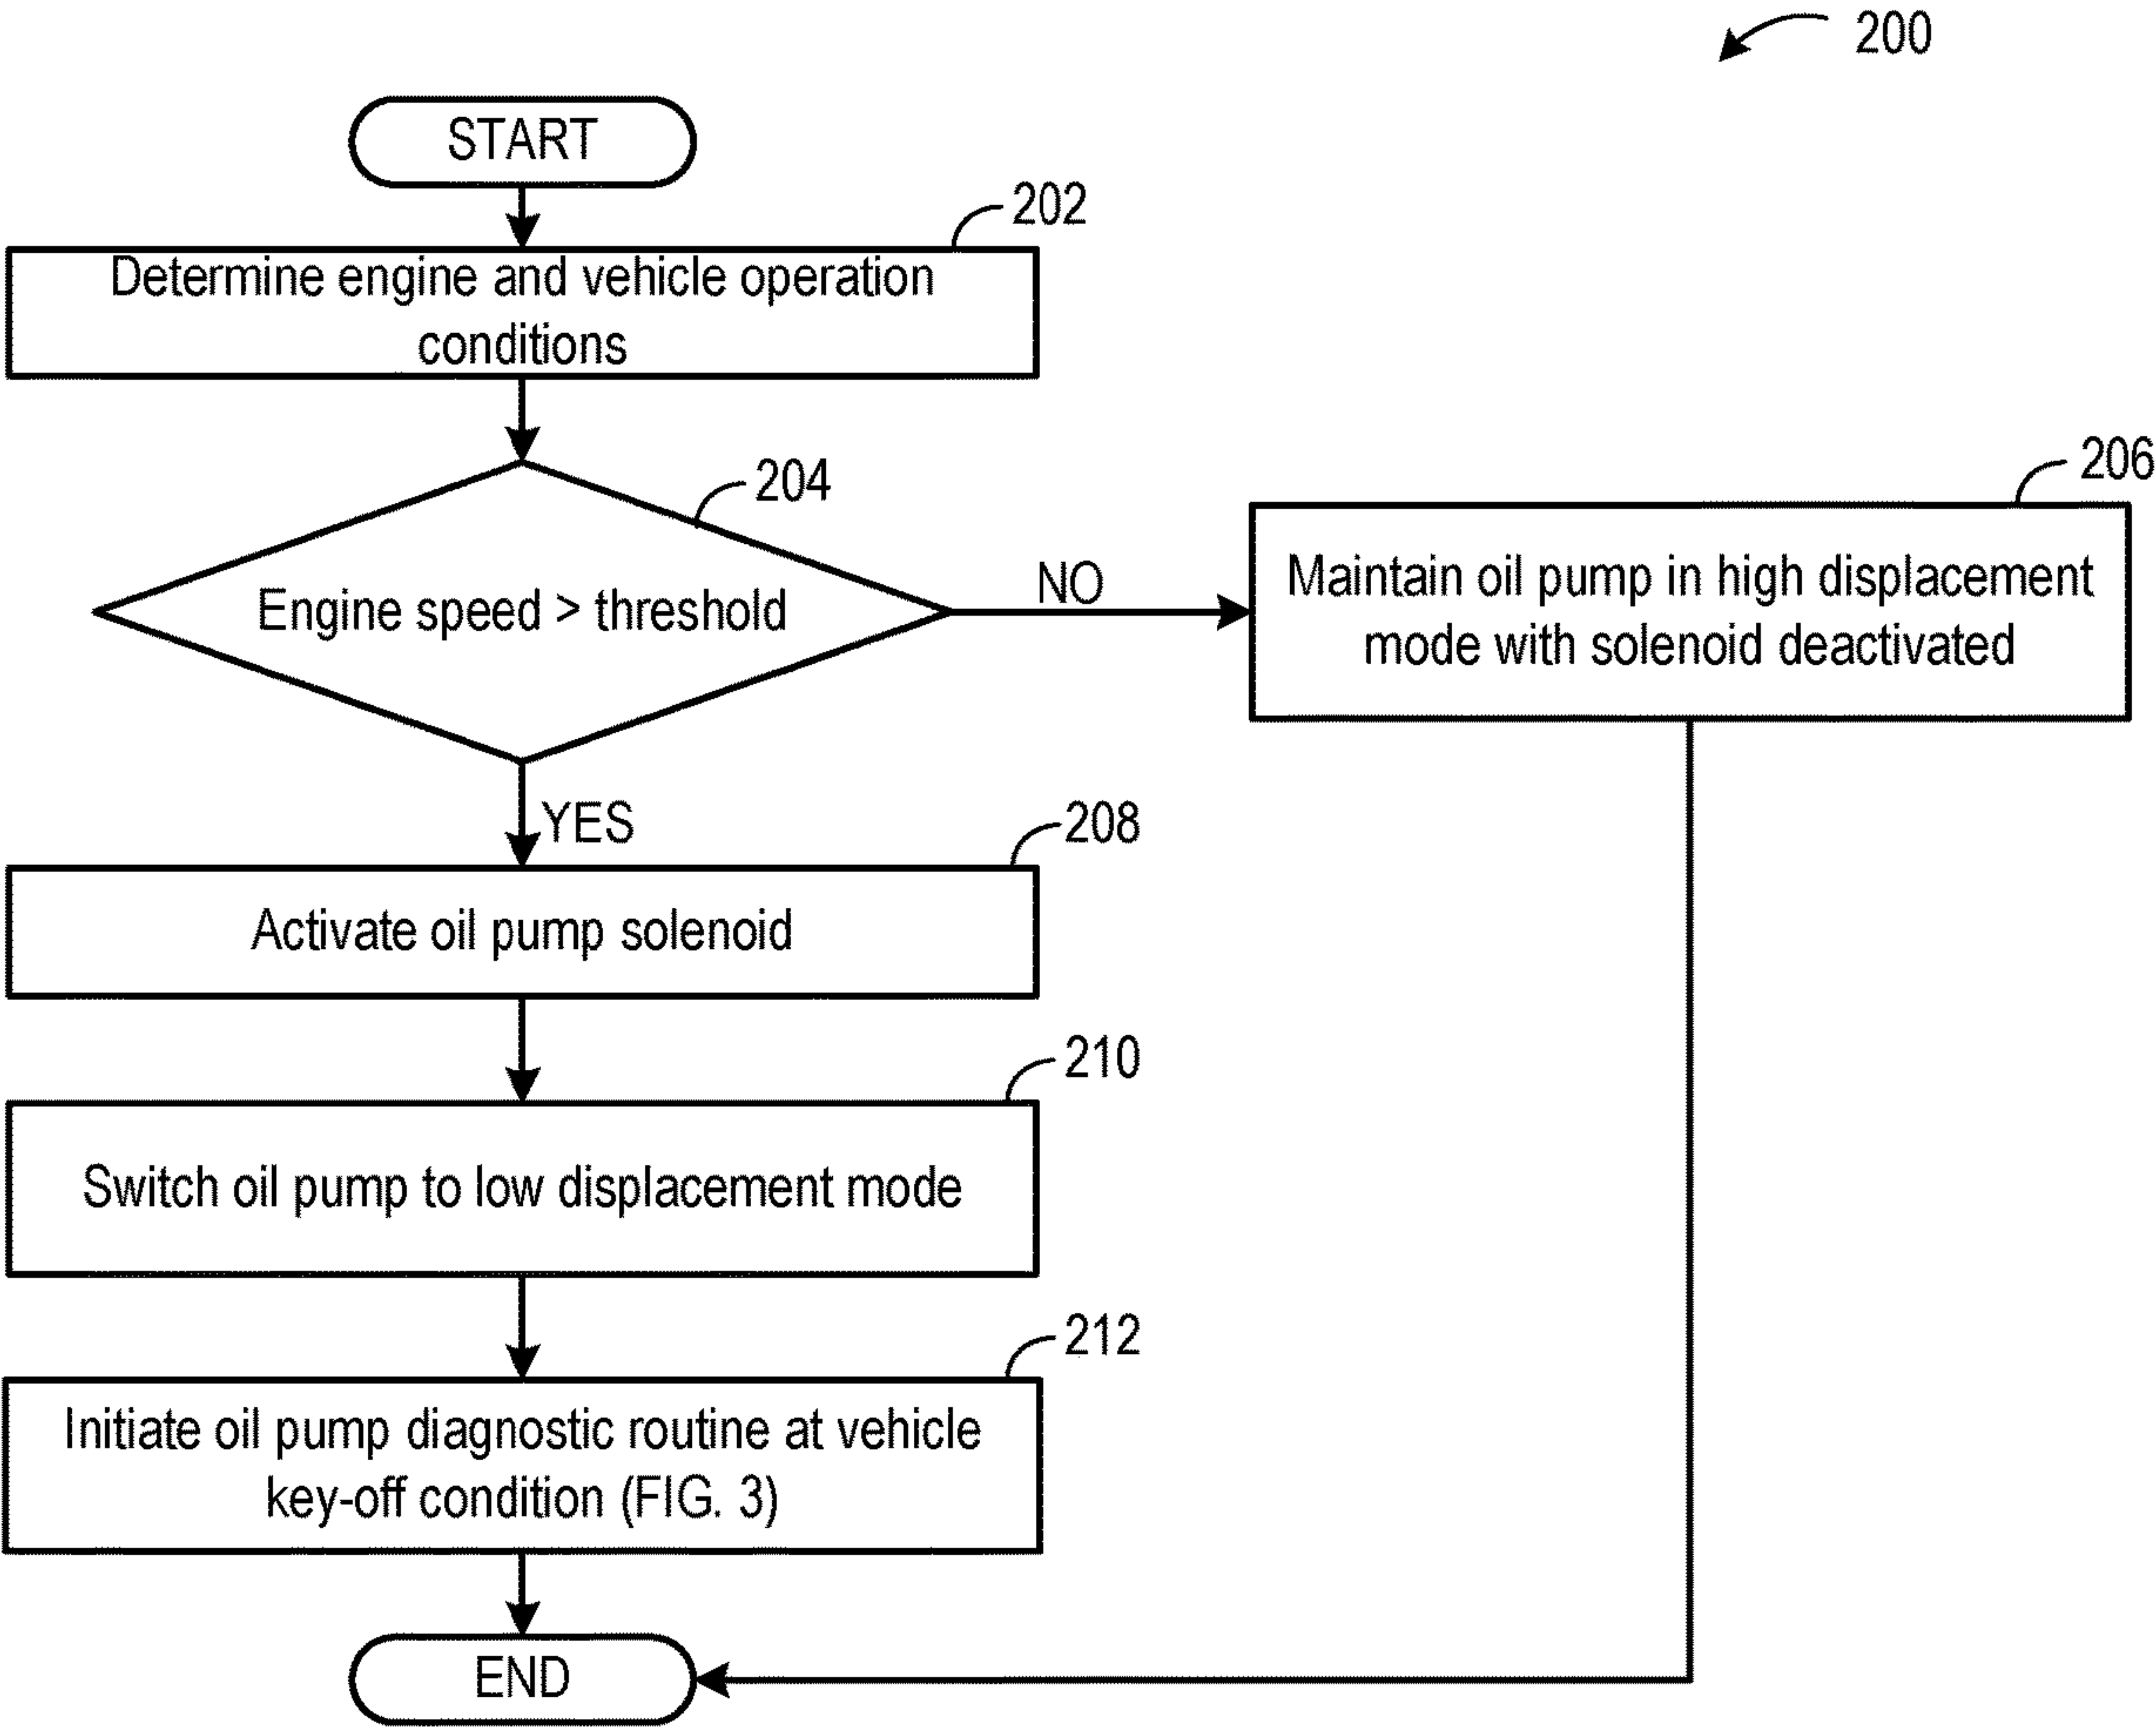 200
START
202
Determine engine and vehicle operation
conditions
204
Engine speed > threshold
NO
206
Maintain oil pump in high displacement
mode with solenoid deactivated
YES
208
Activate oil pump solenoid
210
Switch oil pump to low displacement mode
212
Initiate oil pump diagnostic routine at vehicle
key-off condition (FIG. 3)
END